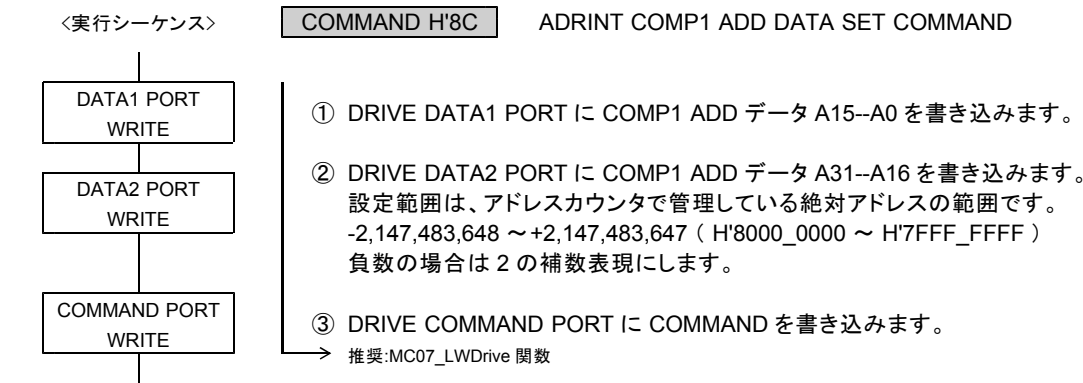 〈実行シーケンス〉 COMMAND H'8C ADRINT COMP1 ADD DATA SET COMMAND
DATA1 PORT
WRITE
① DRIVE DATA1 PORT に COMP1 ADD データ A15--A0 を書き込みます。
DATA2 PORT
WRITE
② DRIVE DATA2 PORT に COMP1 ADD データ A31--A16 を書き込みます。
設定範囲は、アドレスカウンタで管理している絶対アドレスの範囲です。
-2,147,483,648 ～+2,147,483,647 ( H'8000_0000 ～ H'7FFF_FFFF )
負数の場合は 2 の補数表現にします。
COMMAND PORT
WRITE
③ DRIVE COMMAND PORT に COMMAND を書き込みます。
推奨:MC07_LWDrive 関数